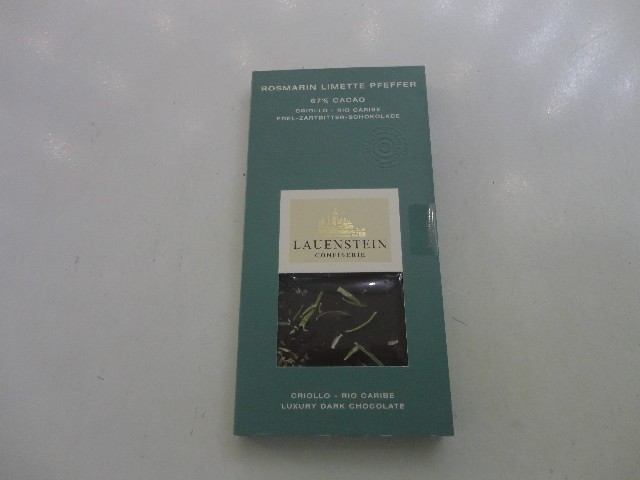 ROSMARIN LIMETTE PFEFFER
67% CACAO
CRIOLLO - RIO CARIBE
EDEL-ZARTBITTER-SCHOKOLADE
LAUENSTEIN
CONFISERIE
CRIOLLO - RIO CARIBE
LUXURY DARK CHOCOLATE